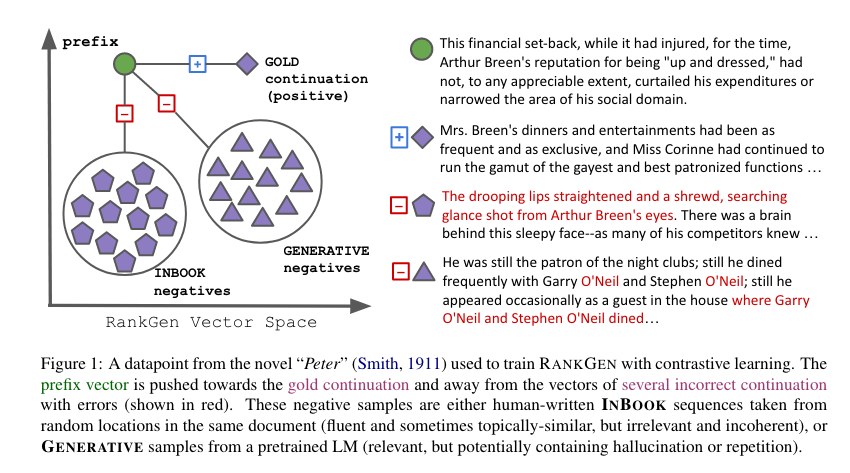 prefix
GOLD
continuation
(positive)
INBOOK
negatives
GENERATIVE
negatives
RankGen Vector Space
This financial set-back, while it had injured, for the time,
Arthur Breen's reputation for being "up and dressed," had
not, to any appreciable extent, curtailed his expenditures or
narrowed the area of his social domain.
Mrs. Breen's dinners and entertainments had been as
frequent and as exclusive, and Miss Corinne had continued to
run the gamut of the gayest and best patronized functions …
The drooping lips straightened and a shrewd, searching
glance shot from Arthur Breen's eyes. There was a brain
behind this sleepy face--as many of his competitors knew …
He was still the patron of the night clubs; still he dined
frequently with Garry O'Neil and Stephen O'Neil; still he
appeared occasionally as a guest in the house where Garry
O'Neil and Stephen O'Neil dined…
Figure 1: A datapoint from the novel “Peter” (Smith, 1911) used to train RANKGEN with contrastive learning. The
prefix vector is pushed towards the gold continuation and away from the vectors of several incorrect continuation
with errors (shown in red). These negative samples are either human-written INBOOK sequences taken from
random locations in the same document (fluent and sometimes topically-similar, but irrelevant and incoherent), or
GENERATIVE samples from a pretrained LM (relevant, but potentially containing hallucination or repetition).